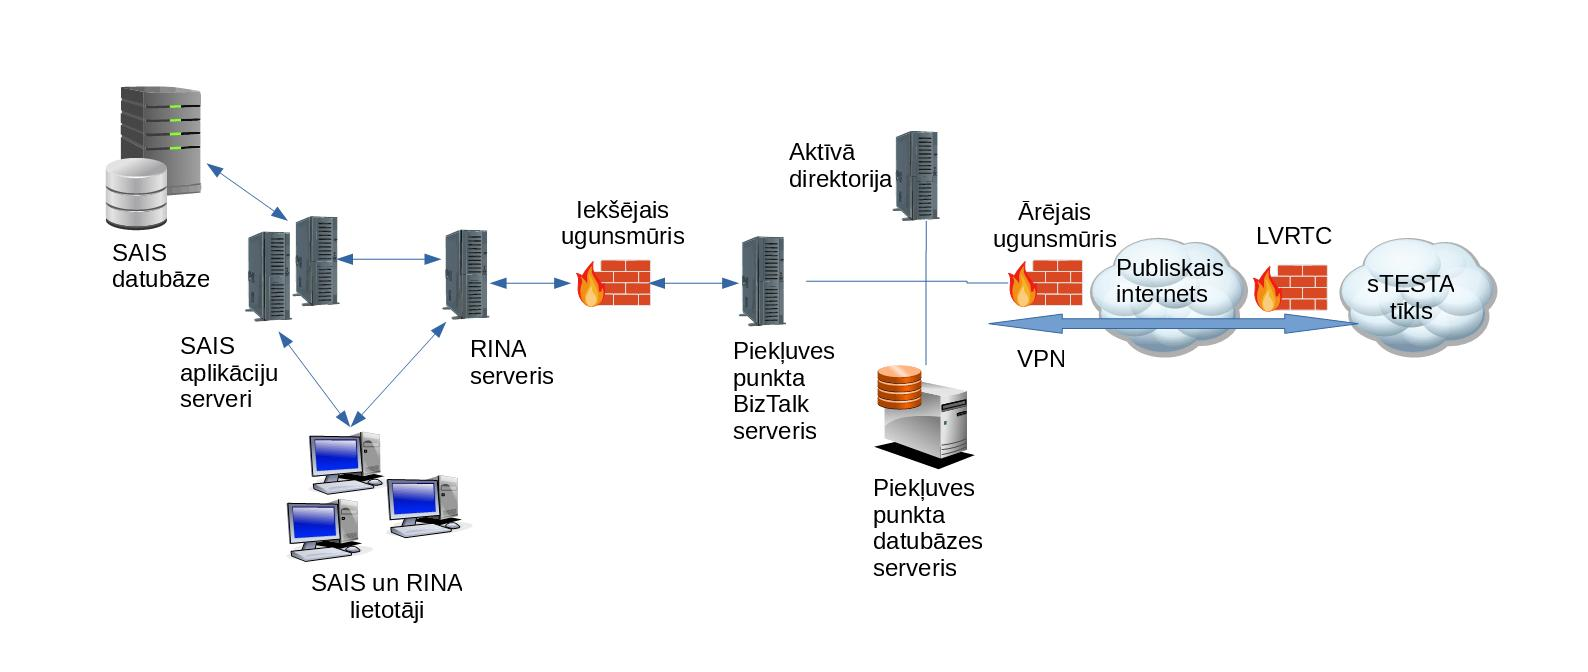 SAIS
datubāze
SAIS
aplikāciju
serveri
SAIS un RINA
lietotāji
RINA
serveris
Iekšējais
ugunsmūris
Piekļuves
punkta
BizTalk
serveris
Aktīvā
direktorija
Piekļuves
punkta
datubāzes
serveris
Ārējais
ugunsmūris
VPN
Publiskais
internets
LVRTC
sTESTA
tīkls